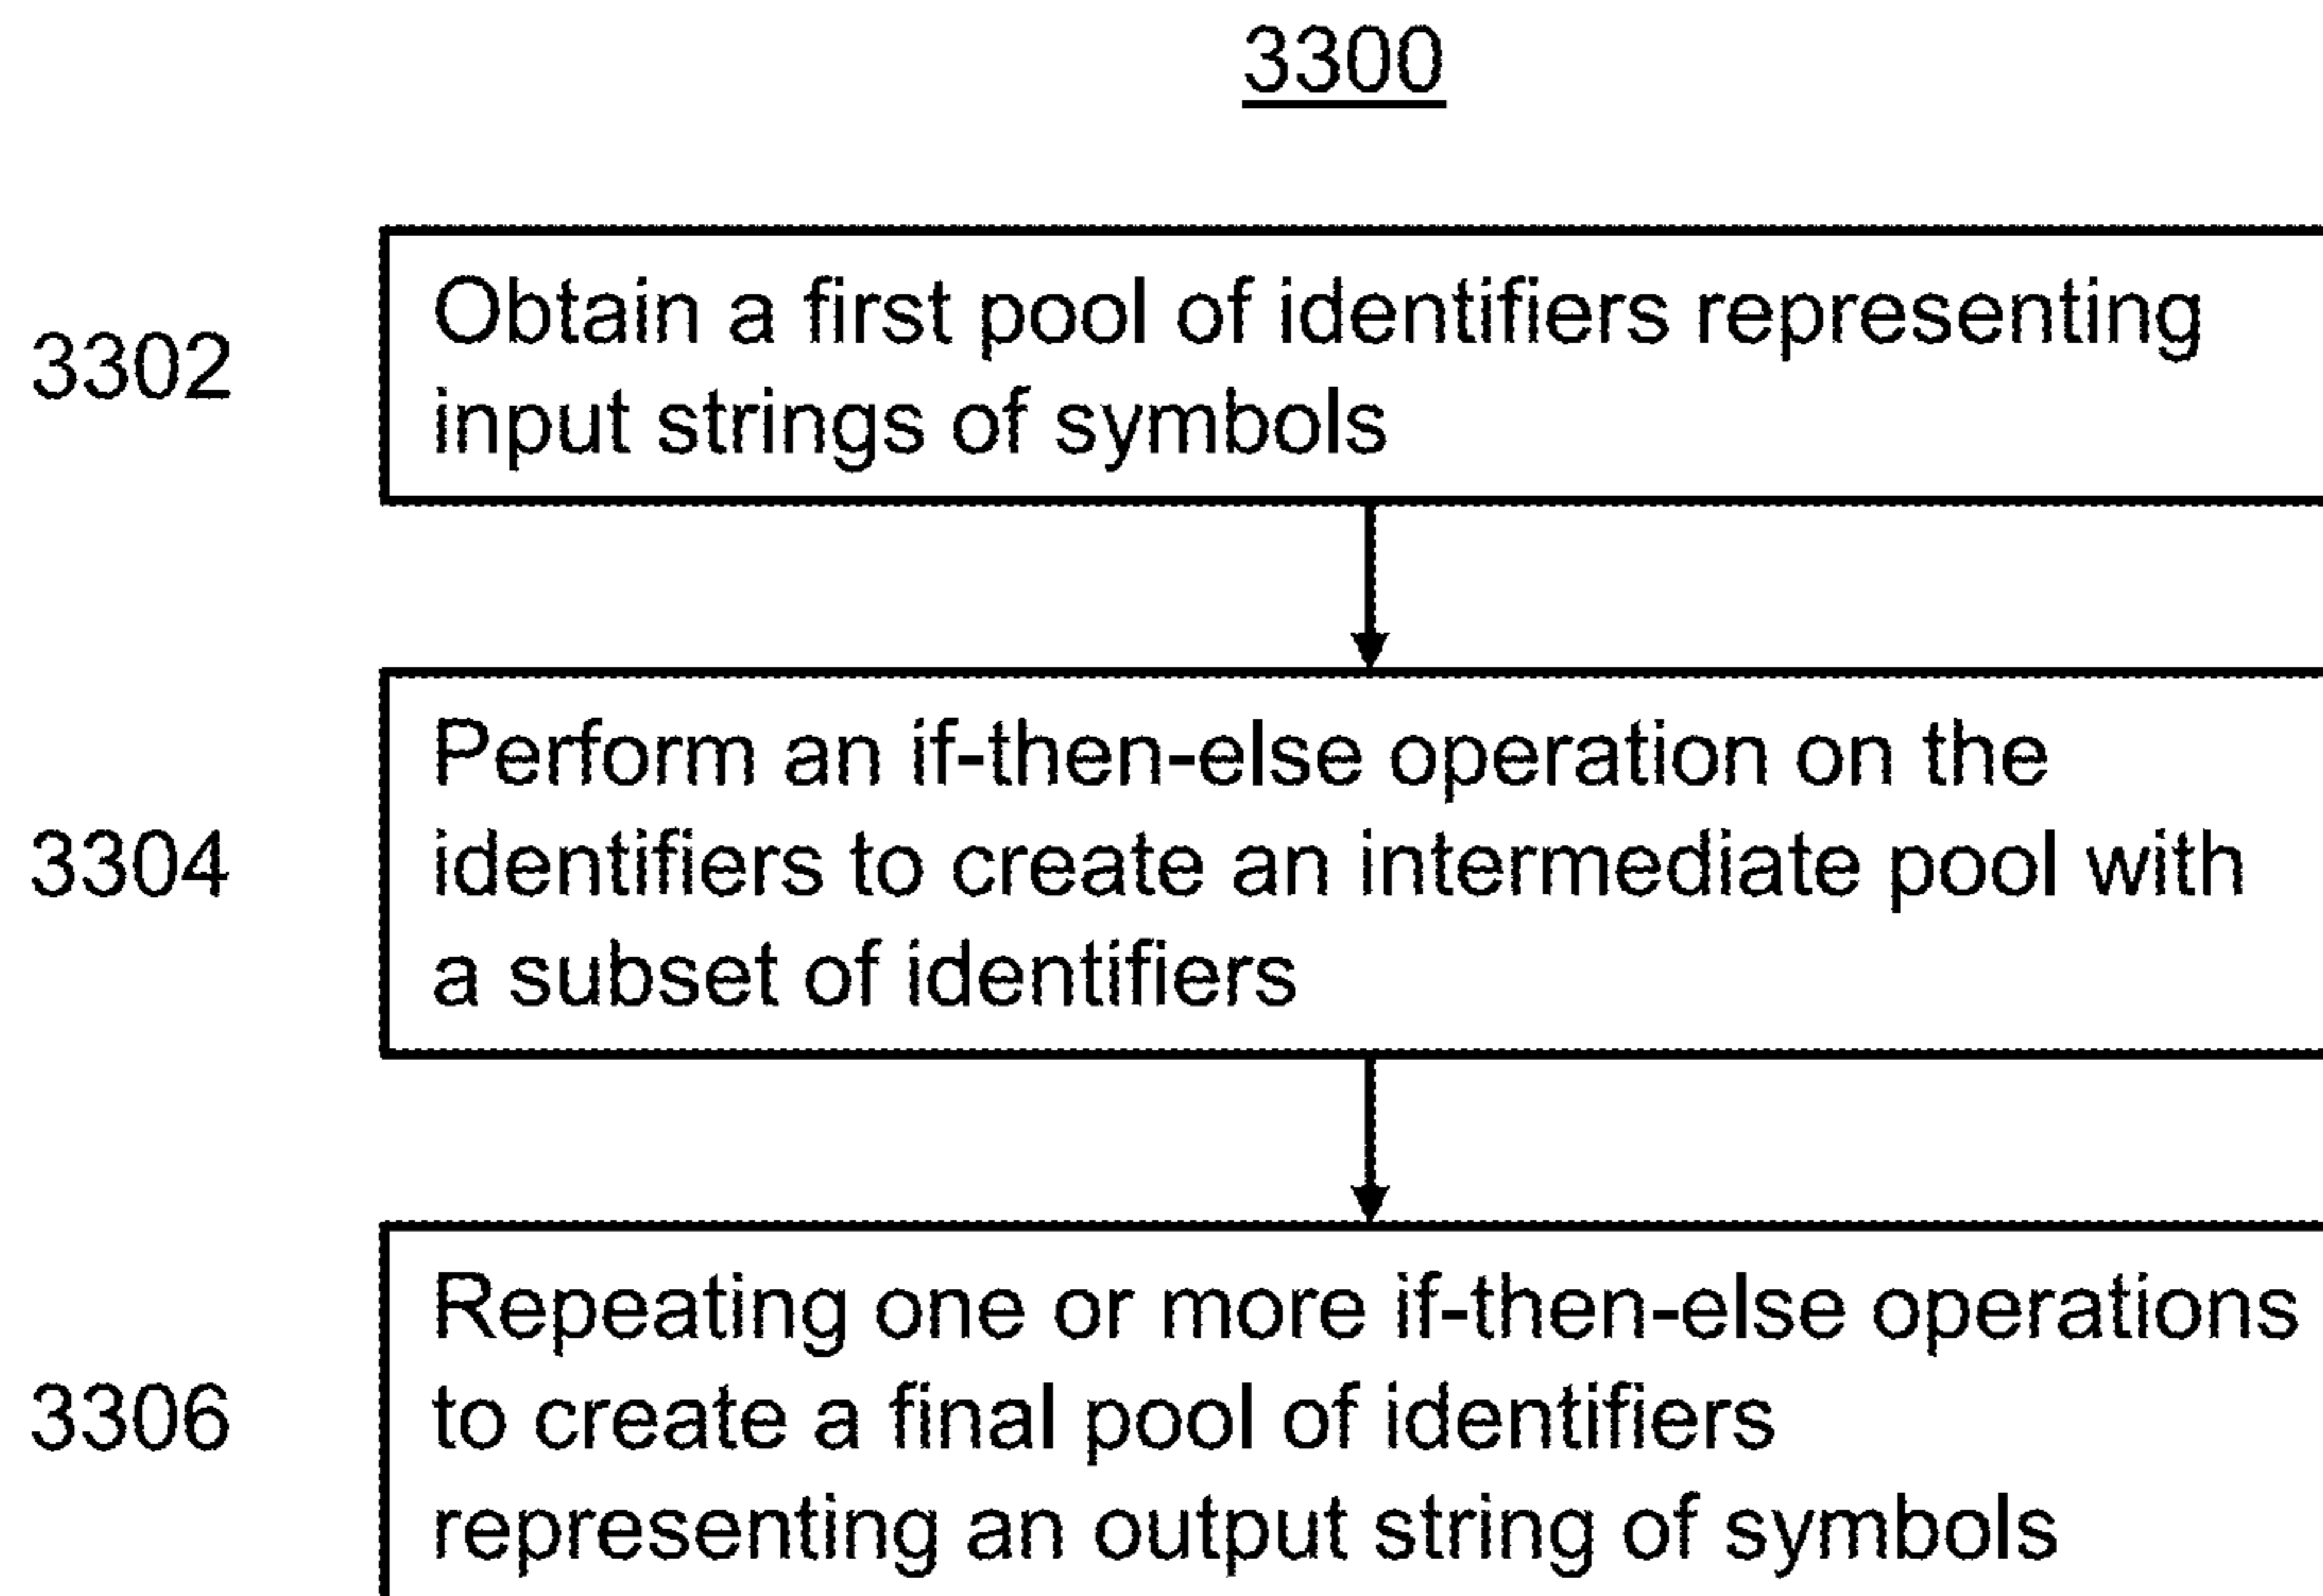 3300
3302
Obtain a first pool of identifiers representing
input strings of symbols
3304
Perform an if-then-else operation on the
identifiers to create an intermediate pool with
a subset of identifiers
3306
Repeating one or more if-then-else operations
to create a final pool of identifiers
representing an output string of symbols